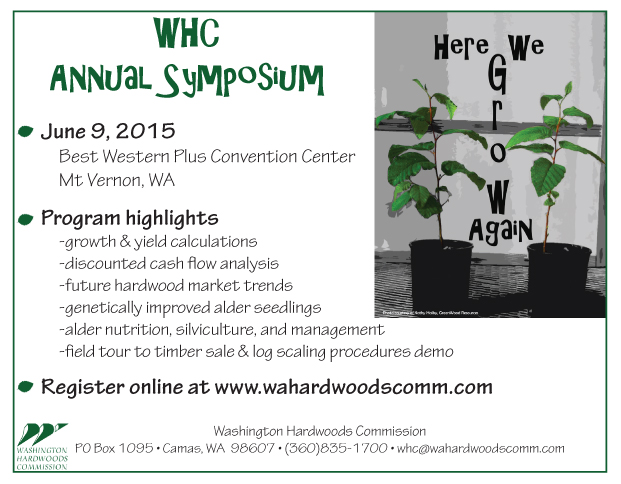 WHC
Annual Symposium
Here We
Grow
Again
June 9, 2015
Best Western Plus Convention Center
Mt Vernon, WA
Program highlights
-growth & yield calculations
-discounted cash flow analysis
-future hardwood market trends
-genetically improved alder seedlings
-alder nutrition, silviculture, and management
-field tour to timber sale & log scaling procedures demo
Register online at www.wahardwoodscomm.com
WASHINGTON
HARDWOODS
COMMISSION
Washington Hardwoods Commission
PO Box 1095 • Camas, WA 98607 • (360)835-1700 • whc@wahardwoodscomm.com